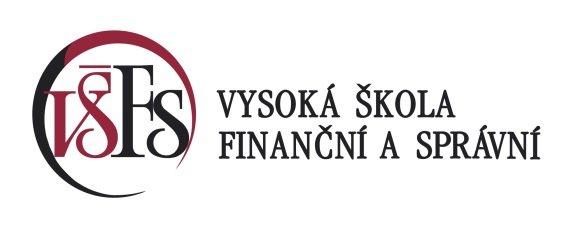 VŠFS
VYSOKÁ ŠKOLA
FINANČNÍ A SPRÁVNÍ